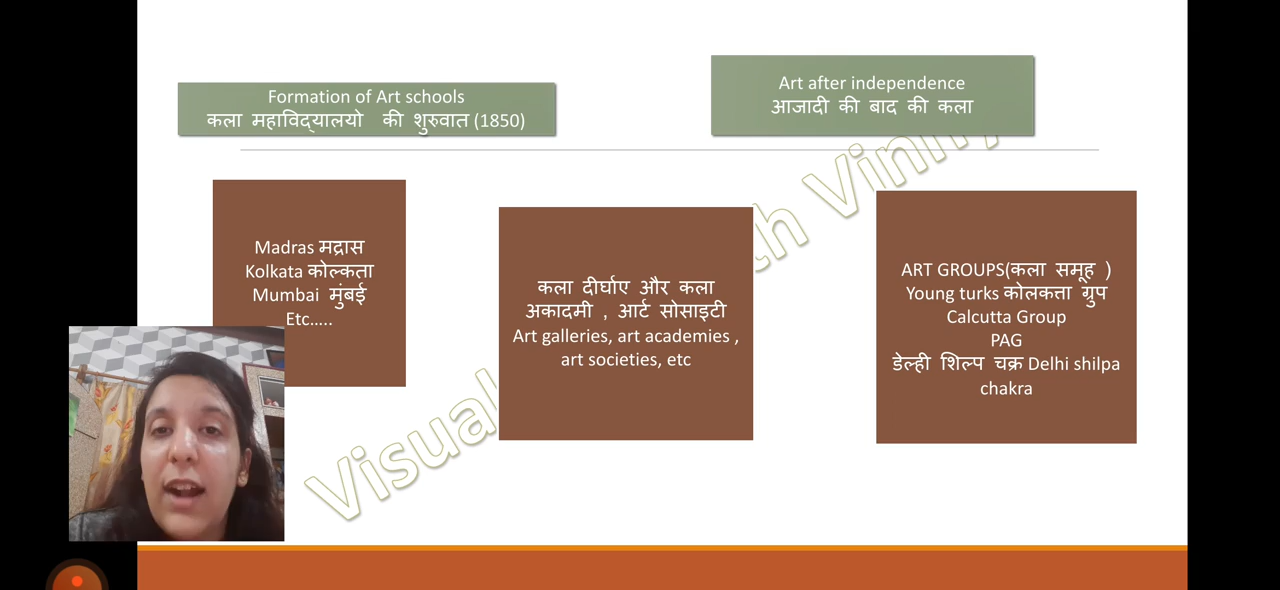 Formation of Art schools
कला महाविद्यालयो की शुरुवात (1850)
Art after independence
आजादी की बाद की कला
Madras मद्रास
Kolkata कोल्कता
Mumbai मुंबई
Etc.....
कला दीर्घाए और कला
अकादमी , आर्ट सोसाइटी
Art galleries, art academies ,
art societies, etc
ART GROUPS(कला समूह )
Young turks कोलकत्ता ग्रुप
Calcutta Group
PAG
डेल्ही शिल्प चक्र Delhi shilpa
chakra
Visual